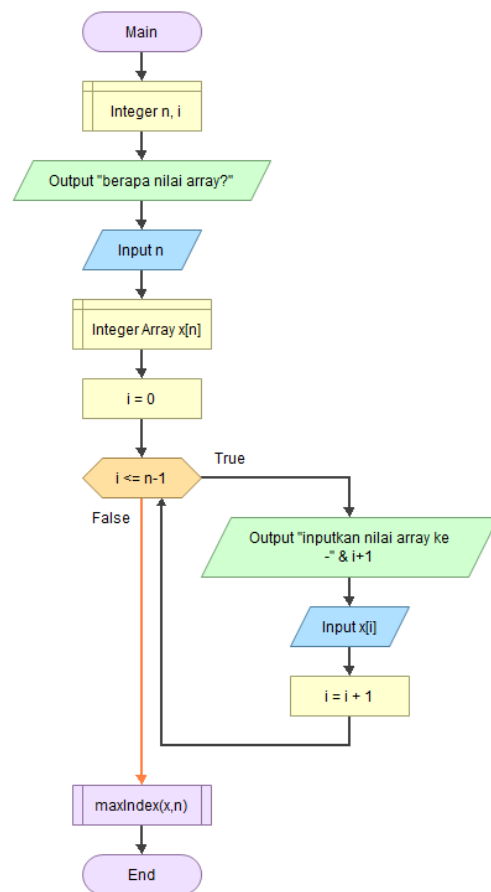 Main
Integer n, i
Output "berapa nilai array?"
Input n
Integer Array x[n]
i = 0
i <= n-1
True
False
Output "inputkan nilai array ke
-" & i+1
Input x[i]
i = i + 1
maxIndex(x,n)
End